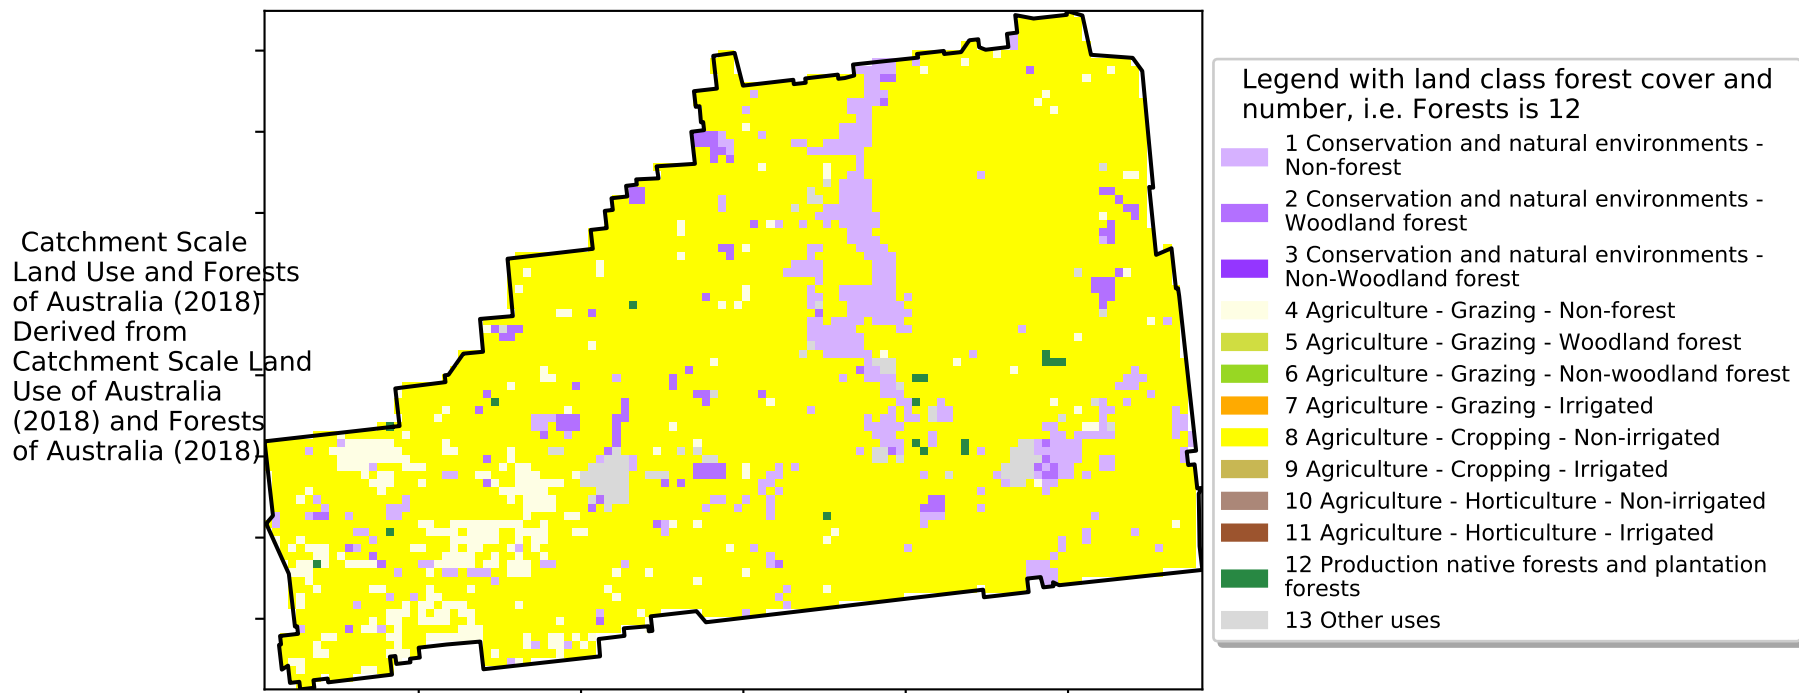 Catchment Scale
Land Use and Forests
of Australia (2018)
Derived from
Catchment Scale Land
Use of Australia
(2018) and Forests
of Australia (2018)
Legend with land class forest cover and
number, i.e. Forests is 12
1 Conservation and natural environments -
Non-forest
2 Conservation and natural environments -
Woodland forest
3 Conservation and natural environments -
Non-Woodland forest
4 Agriculture - Grazing - Non-forest
5 Agriculture - Grazing - Woodland forest
6 Agriculture - Grazing - Non-woodland forest
7 Agriculture - Grazing - Irrigated
8 Agriculture - Cropping - Non-irrigated
9 Agriculture - Cropping - Irrigated
10 Agriculture - Horticulture - Non-irrigated
11 Agriculture - Horticulture - Irrigated
12 Production native forests and plantation
forests
13 Other uses